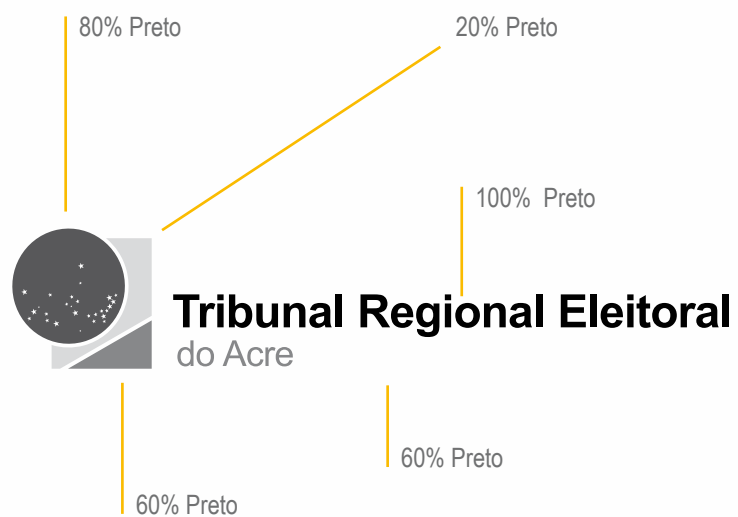 80% Preto
20% Preto
100% Preto
Tribunal Regional Eleitoral
do Acre
60% Preto
60% Preto